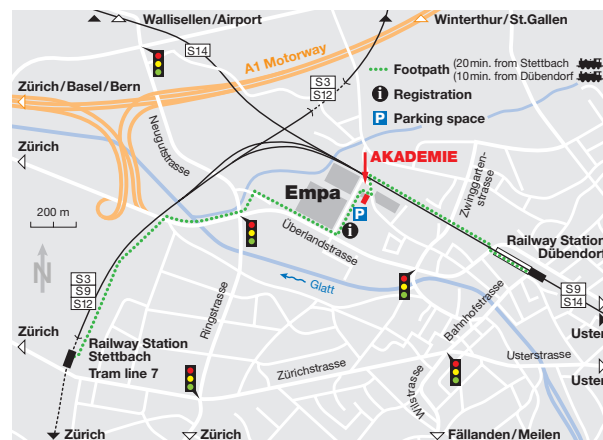 Wallisellen/Airport
Winterthur/St.Gallen
S14
A1 Motorway
S3
S12
Footpath (20 min. from Stettbach
(10 min. from Dübendorf
Registration
P Parking space
Zürich/Basel/Bern
Neugutstrasse
Zürich
AKADEMIE
Zwinggarten-
strasse
Empa
P
200 m
Überlandstrasse
Railway Station
Dübendorf
N
S3
S9
S12
Glatt
S9
S14
Ringstrasse
Bahnhofstrasse
Uster
Zürich
Railway Station
Stettbach
Tram line 7
Zürichstrasse
Usterstrasse
Uster
Wilstrasse
Zürich
Zürich
Fällanden/Meilen